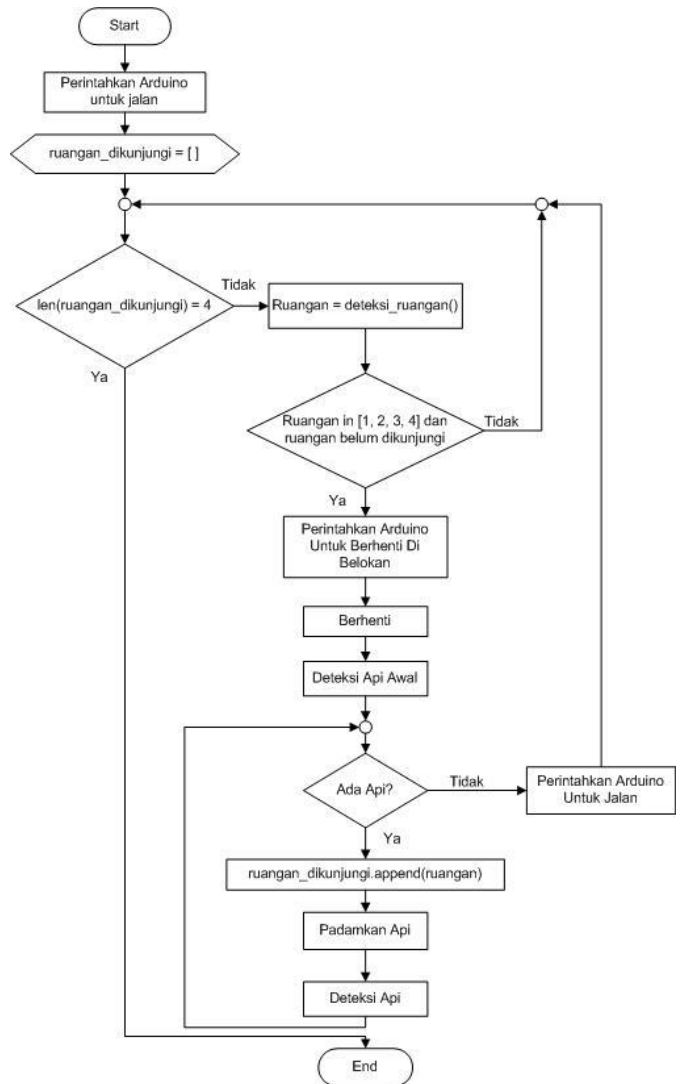 Start
Perintahkan Arduino
untuk jalan
ruangan_dikunjungi = [ ]
len(ruangan_dikunjungi) = 4
Tidak
Ruangan = deteksi_ruangan()
Ya
Ruangan in [1, 2, 3, 4] dan
ruangan belum dikunjungi
Tidak
Ya
Perintahkan Arduino
Untuk Berhenti Di
Belokan
Berhenti
Deteksi Api Awal
Ada Api?
Tidak
Perintahkan Arduino
Untuk Jalan
Ya
ruangan_dikunjungi.append(ruangan)
Padamkan Api
Deteksi Api
End